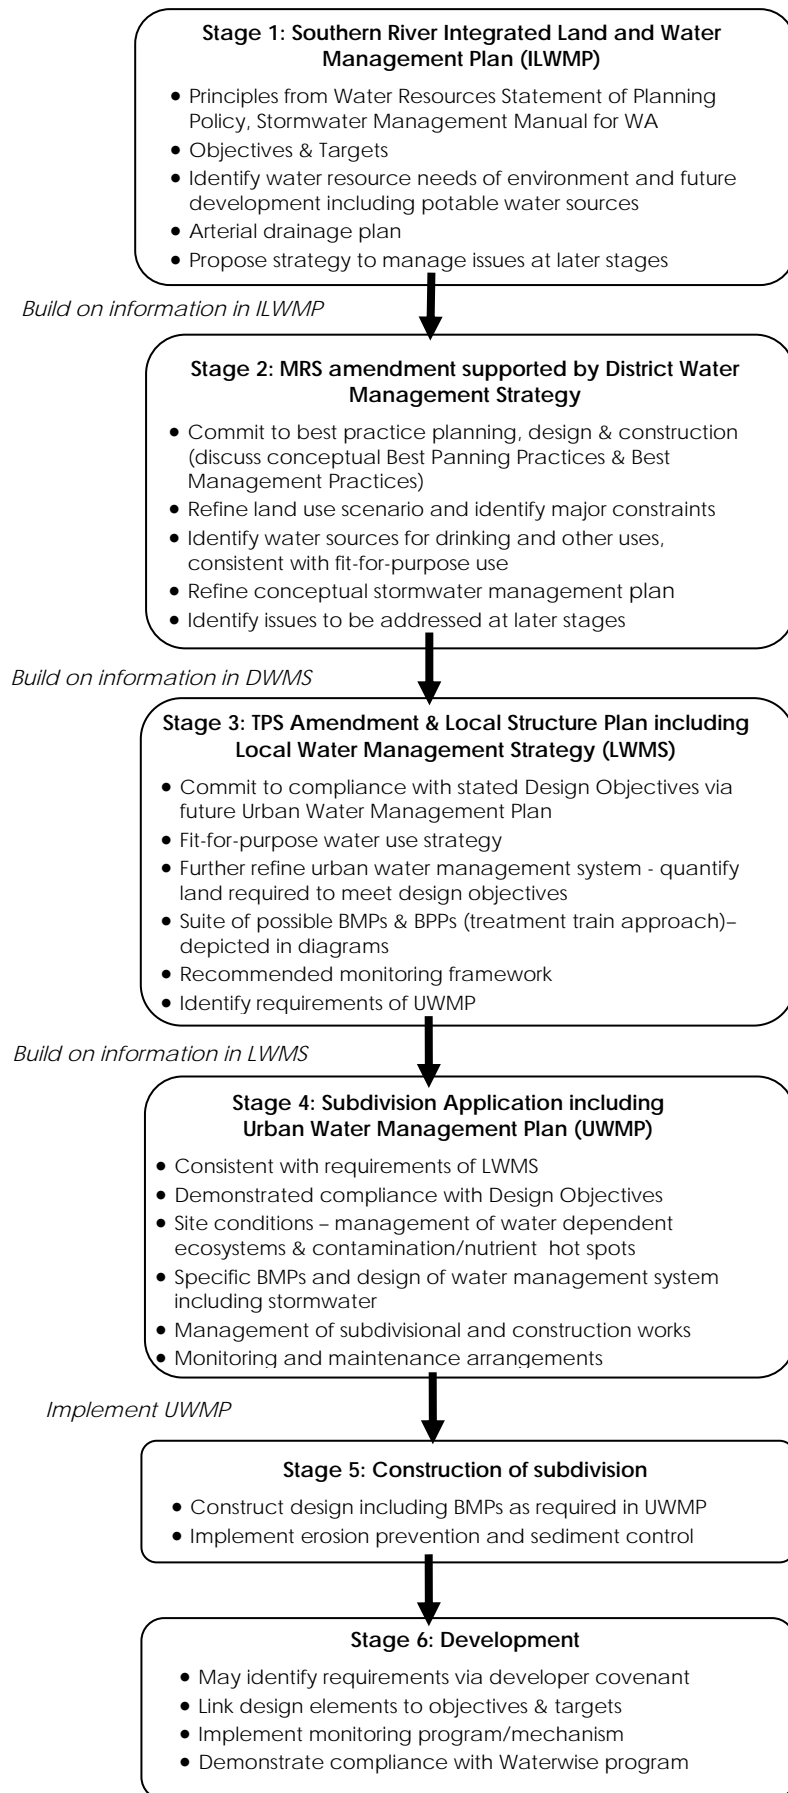 Stage 1: Southern River Integrated Land and Water
Management Plan (ILWMP)
• Principles from Water Resources Statement of Planning
Policy, Stormwater Management Manual for WA
• Objectives & Targets
• Identify water resource needs of environment and future
development including potable water sources
• Arterial drainage plan
• Propose strategy to manage issues at later stages
Build on information in ILWMP
Stage 2: MRS amendment supported by District Water
Management Strategy
• Commit to best practice planning, design & construction
(discuss conceptual Best Panning Practices & Best
Management Practices)
• Refine land use scenario and identify major constraints
• Identify water sources for drinking and other uses,
consistent with fit-for-purpose use
• Refine conceptual stormwater management plan
• Identify issues to be addressed at later stages
Build on information in DWMS
Stage 3: TPS Amendment & Local Structure Plan including
Local Water Management Strategy (LWMS)
• Commit to compliance with stated Design Objectives via
future Urban Water Management Plan
• Fit-for-purpose water use strategy
• Further refine urban water management system - quantify
land required to meet design objectives
• Suite of possible BMPs & BPPs (treatment train approach)–
depicted in diagrams
• Recommended monitoring framework
• Identify requirements of UWMP
Build on information in LWMS
Stage 4: Subdivision Application including
Urban Water Management Plan (UWMP)
• Consistent with requirements of LWMS
• Demonstrated compliance with Design Objectives
• Site conditions – management of water dependent
ecosystems & contamination/nutrient hot spots
• Specific BMPs and design of water management system
including stormwater
• Management of subdivisional and construction works
• Monitoring and maintenance arrangements
Implement UWMP
Stage 5: Construction of subdivision
• Construct design including BMPs as required in UWMP
• Implement erosion prevention and sediment control
Stage 6: Development
• May identify requirements via developer covenant
• Link design elements to objectives & targets
• Implement monitoring program/mechanism
• Demonstrate compliance with Waterwise program